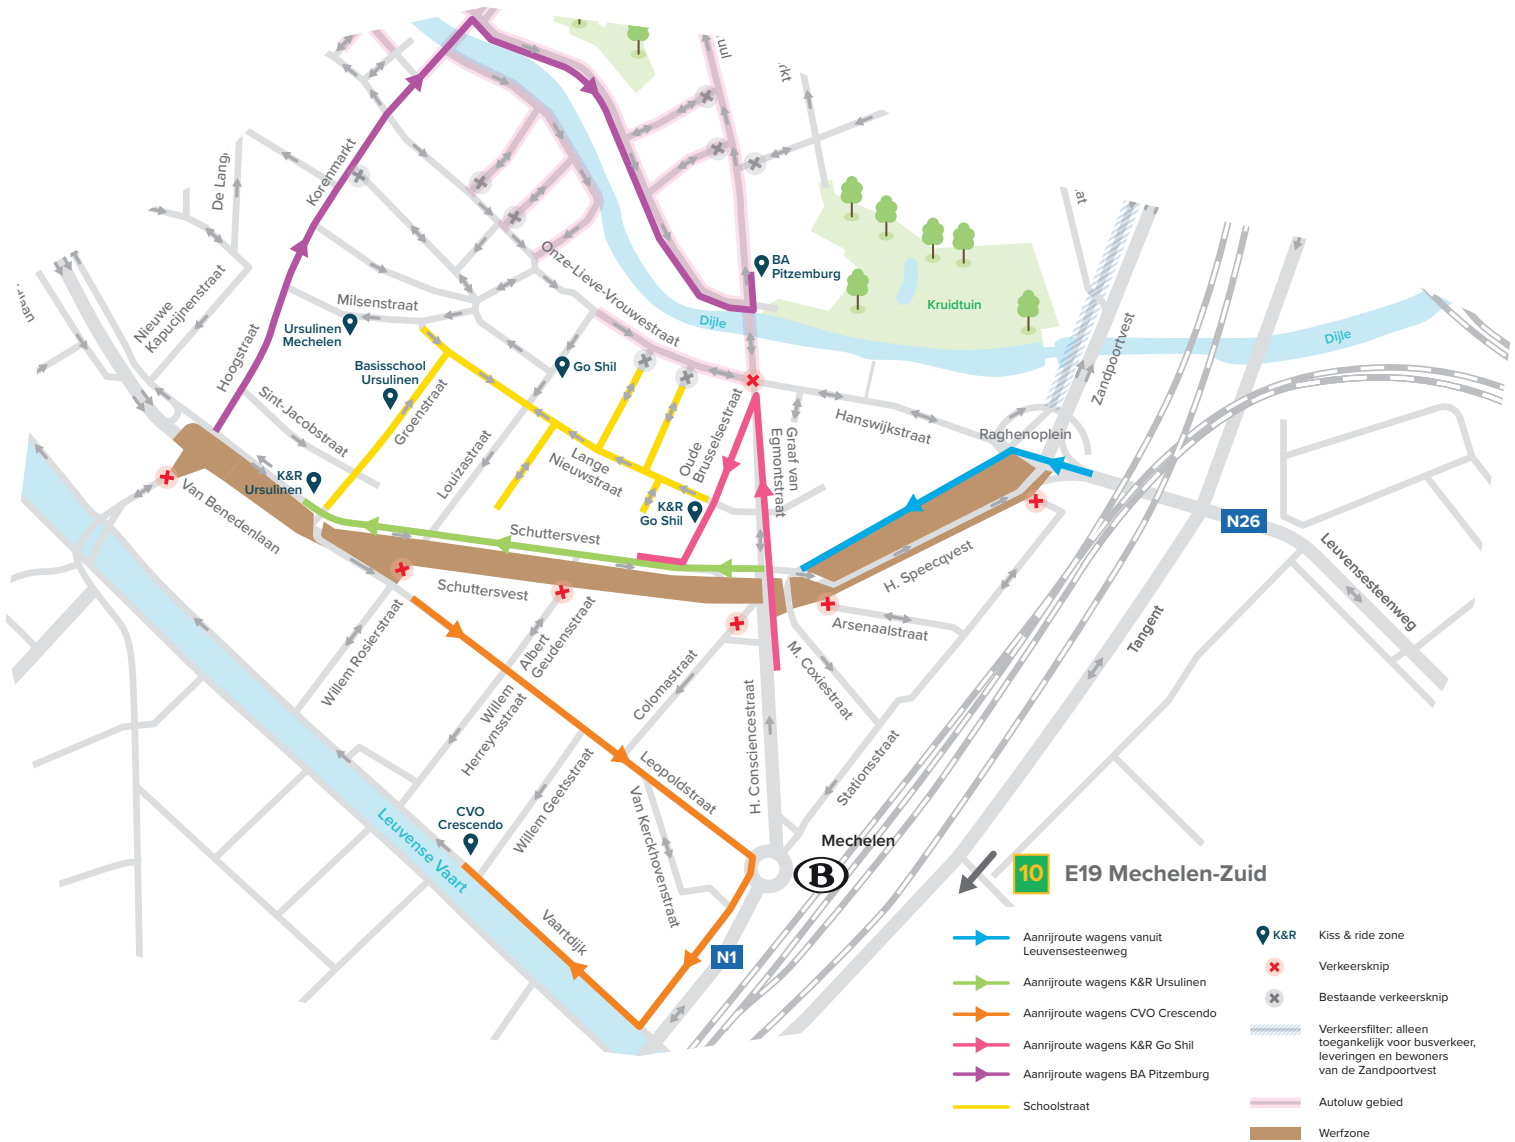 uul
rkt
at
laan
De Lang
Korenmarkt
Onze-Lieve-Vrouwestraat
BA
Pitzemburg
Kruidtuin
Nieuwe
Kapucijnenstraat
Milsenstraat
Ursulinen
Mechelen
Hoogstraat
Dijle
Dijle
Zandpoortvest
Basisschool
Ursulinen
Go Shil
Sint-Jacobstraat
Groenstraat
Louizastraat
Lange
Nieuwstraat
Oude
Brusselsestraat
Graaf van
Egmontstraat
Hanswijkstraat
Raghenoplein
K&R
Ursulinen
K&R
Go Shil
Van Benedenlaan
Schuttersvest
Schuttersvest
H. Speecqvest
N26
Leuvensesteenweg
Arsenaalstraat
Tangent
Willem Rosierstraat
Albert
Geudensstraat
Willem
Herreynsstraat
Colomastraat
M. Coxiestraat
H. Consciencestraat
Stationsstraat
Leopoldstraat
Willem Geetsstraat
Van Kerckhovenstraat
CVO
Crescendo
Leuvense Vaart
Vaartdijk
Mechelen
B
N1
10 E19 Mechelen-Zuid
Aanrijroute wagens vanuit
Leuvensesteenweg
Aanrijroute wagens K&R Ursulinen
Aanrijroute wagens CVO Crescendo
Aanrijroute wagens K&R Go Shil
Aanrijroute wagens BA Pitzemburg
Schoolstraat
K&R Kiss & ride zone
Verkeersknip
Bestaande verkeersknip
Verkeersfilter: alleen
toegankelijk voor busverkeer,
leveringen en bewoners
van de Zandpoortvest
Autoluw gebied
Werfzone